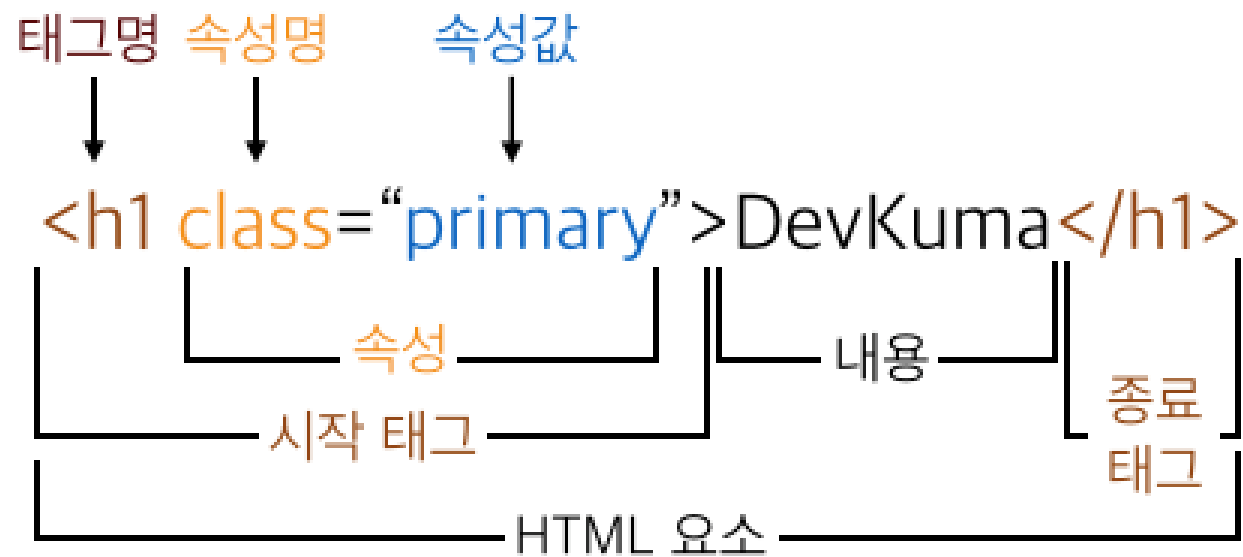 태그명 속성명 속성값
<h1 class=“primary”>DevKuma</h1>
속성
내용
시작 태그
종료
태그
HTML 요소